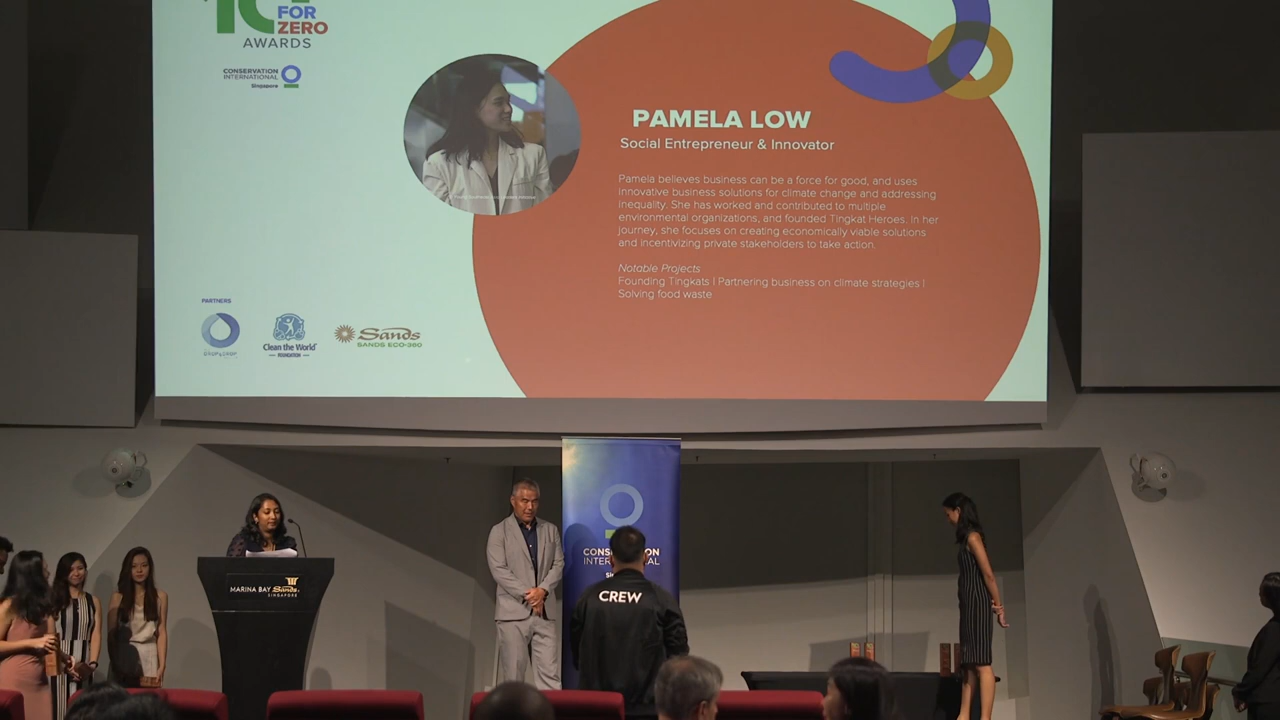 FOR
ZERO
AWARDS
CONSERVATION
INTERNATIONAL
Singapore
PAMELA LOW
Social Entrepreneur & Innovator
Pamela believes business can be a force for good, and uses
innovative business solutions for climate change and addressing
inequality. She has worked and contributed to multiple
environmental organizations, and founded Tingkat Heroes. In her
journey, she focuses on creating economically viable solutions
and incentivizing private stakeholders to take action.
Notable Projects
Founding Tingkats | Partnering business on climate strategies |
Solving food waste
PARTNERS
Clean the World
FOUNDATION
Sands
SANDS ECO-360
CONSERVATION
INTERNATIONAL
CREW
MARINA BAY Sands
SINGAPORE